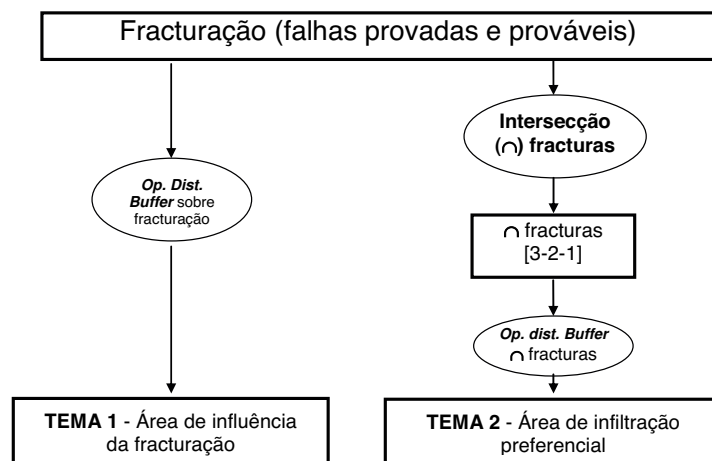 Fracturação (falhas provadas e prováveis)
Intersecção
(∩) fracturas
Op. Dist.
Buffer sobre
fracturação
∩ fracturas
[3-2-1]
Op. dist. Buffer
∩ fracturas
TEMA 1 - Área de influência
da fracturação
TEMA 2 - Área de infiltração
preferencial